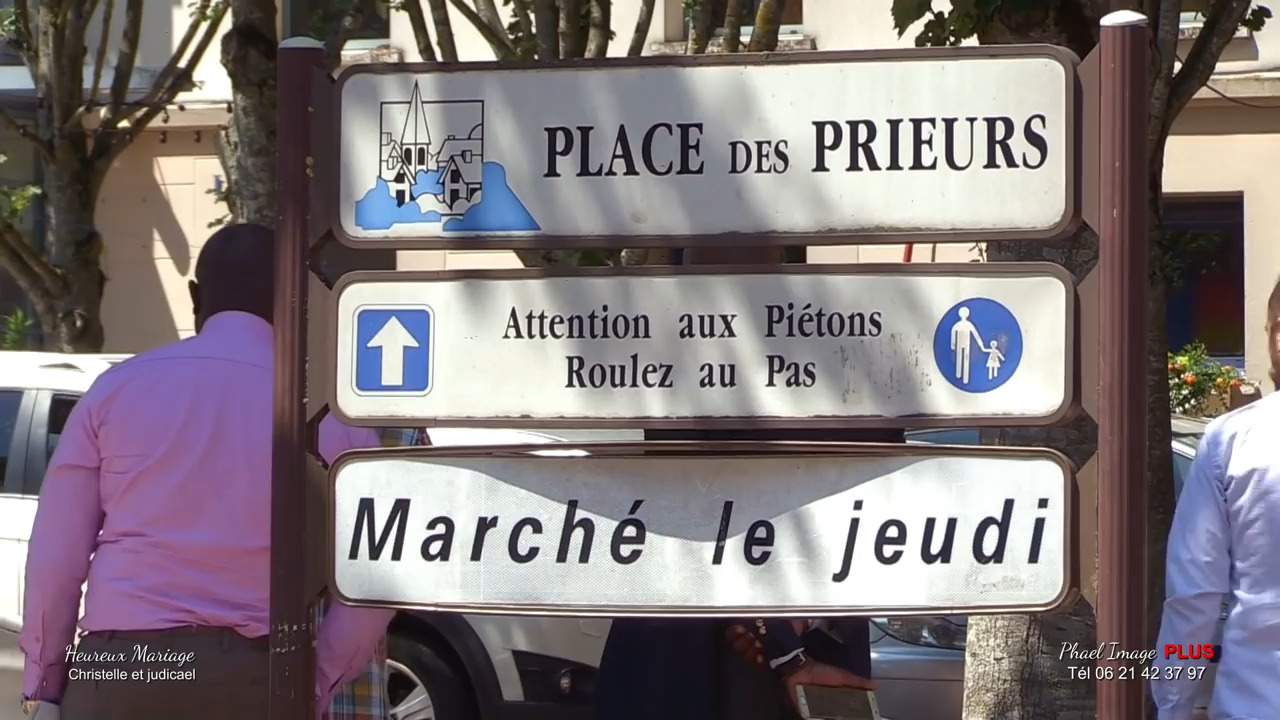 PLACE DES PRIEURS
Attention aux Piétons
Roulez au Pas
Marché le jeudi
Heureux Mariage
Christelle et judicael
Phael Image PLUS
Tél 06 21 42 37 97